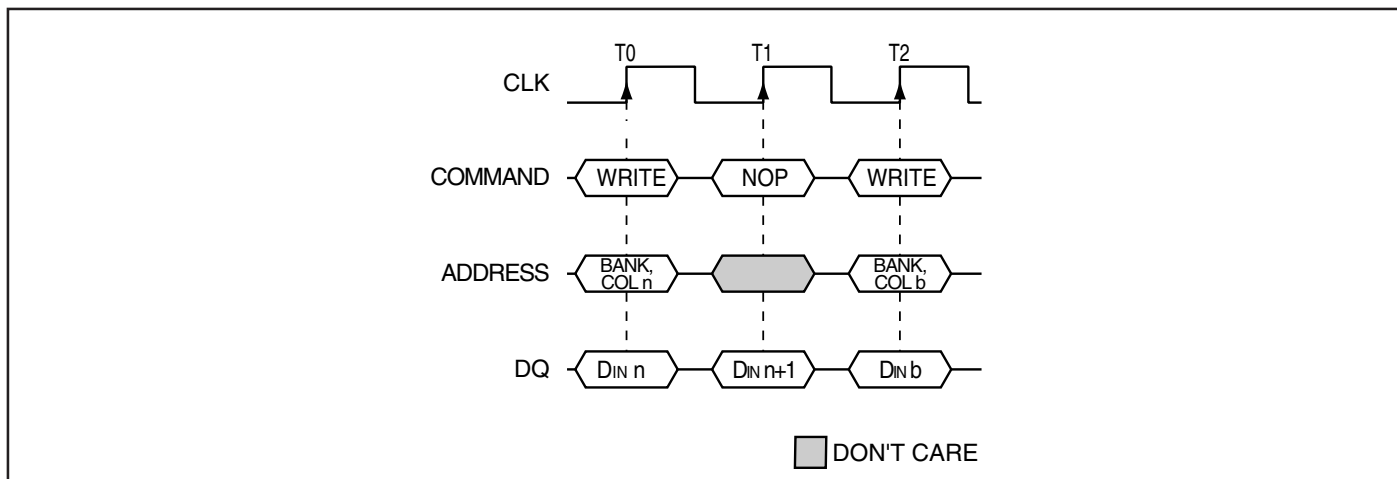 T0 T1 T2
CLK
COMMAND WRITE NOP WRITE
ADDRESS BANK, COL n BANK, COL b
DQ DIN n DIN n+1 DIN b
DON'T CARE